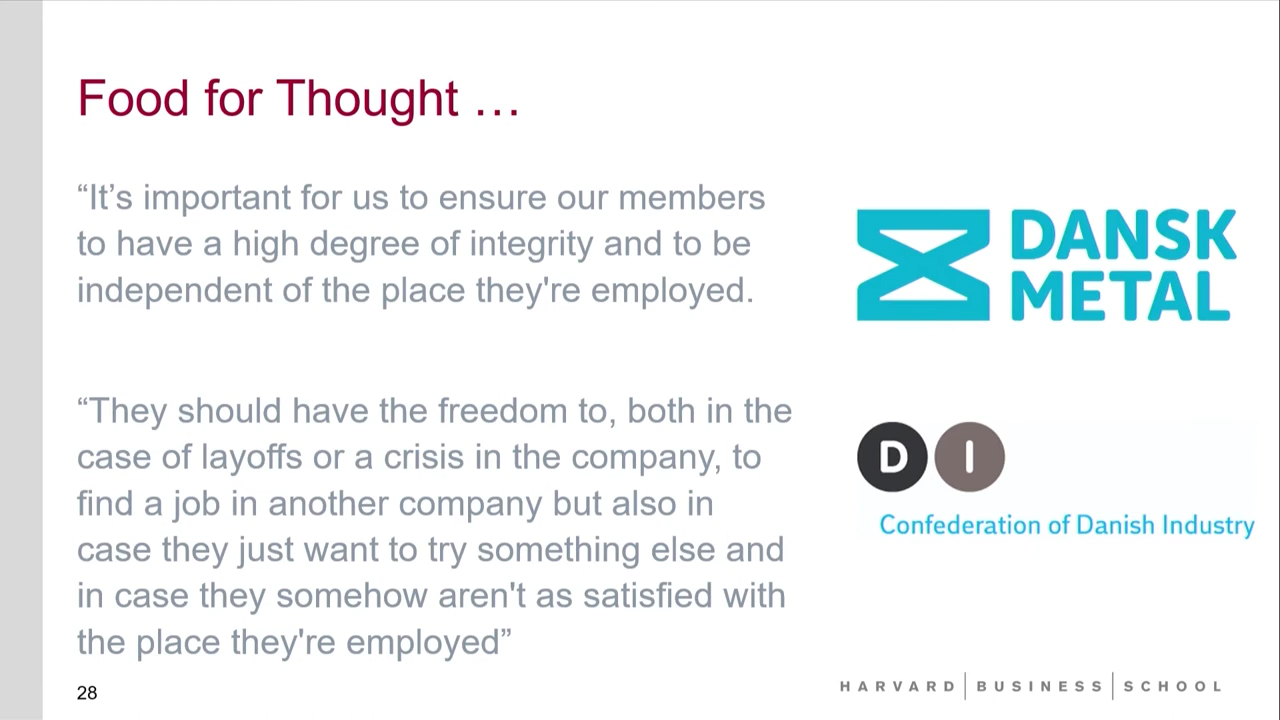 Food for Thought …
“It’s important for us to ensure our members
to have a high degree of integrity and to be
independent of the place they're employed.
DANSK
METAL
“They should have the freedom to, both in the
case of layoffs or a crisis in the company, to
find a job in another company but also in
case they just want to try something else and
in case they somehow aren't as satisfied with
the place they're employed”
D I
Confederation of Danish Industry
28
HARVARD BUSINESS SCHOOL